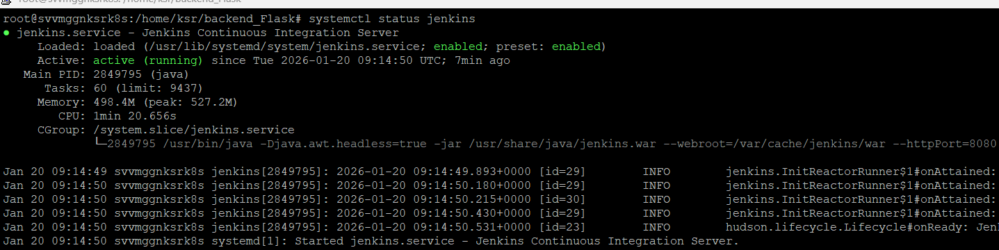 root@svvmggnksrk8s: /home/ksr/backend_Flask
root@svvmggnksrk8s:/home/ksr/backend_Flask# systemctl status jenkins
● jenkins.service - Jenkins Continuous Integration Server
Loaded: loaded (/usr/lib/systemd/system/jenkins.service; enabled; preset: enabled)
Active: active (running) since Tue 2026-01-20 09:14:50 UTC; 7min ago
Main PID: 2849795 (java)
Tasks: 60 (limit: 9437)
Memory: 498.4M (peak: 527.2M)
CPU: 1min 20.656s
CGroup: /system.slice/jenkins.service
└─2849795 /usr/bin/java -Djava.awt.headless=true -jar /usr/share/java/jenkins.war --webroot=/var/cache/jenkins/war --httpPort=8080
Jan 20 09:14:49 svvmggnksrk8s jenkins[2849795]: 2026-01-20 09:14:49.893+0000 [id=29] INFO jenkins.InitReactorRunner$1#onAttained:
Jan 20 09:14:50 svvmggnksrk8s jenkins[2849795]: 2026-01-20 09:14:50.180+0000 [id=29] INFO jenkins.InitReactorRunner$1#onAttained:
Jan 20 09:14:50 svvmggnksrk8s jenkins[2849795]: 2026-01-20 09:14:50.215+0000 [id=30] INFO jenkins.InitReactorRunner$1#onAttained:
Jan 20 09:14:50 svvmggnksrk8s jenkins[2849795]: 2026-01-20 09:14:50.430+0000 [id=29] INFO jenkins.InitReactorRunner$1#onAttained:
Jan 20 09:14:50 svvmggnksrk8s jenkins[2849795]: 2026-01-20 09:14:50.531+0000 [id=23] INFO hudson.lifecycle.Lifecycle#onReady: Jen
Jan 20 09:14:50 svvmggnksrk8s systemd[1]: Started jenkins.service - Jenkins Continuous Integration Server.